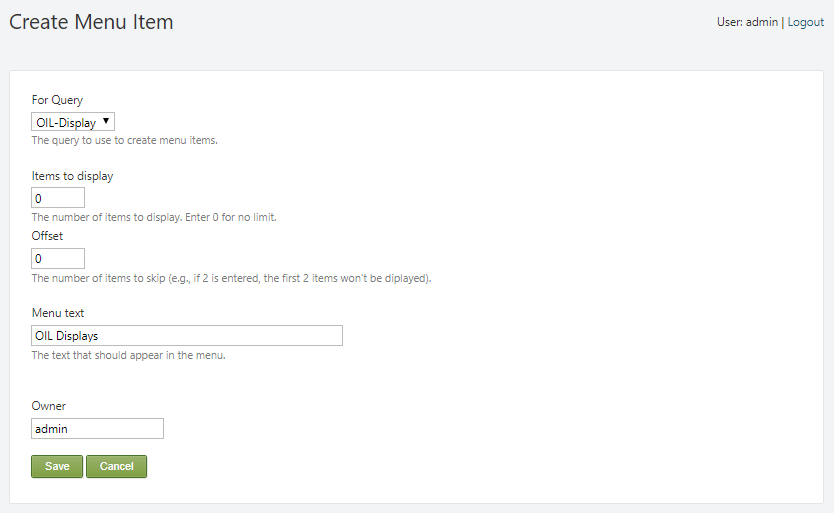 Create Menu Item
User: admin | Logout
For Query
OIL-Display
The query to use to create menu items.
Items to display
0
The number of items to display. Enter 0 for no limit.
Offset
0
The number of items to skip (e.g., if 2 is entered, the first 2 items won't be diplayed).
Menu text
OIL Displays
The text that should appear in the menu.
Owner
admin
Save Cancel